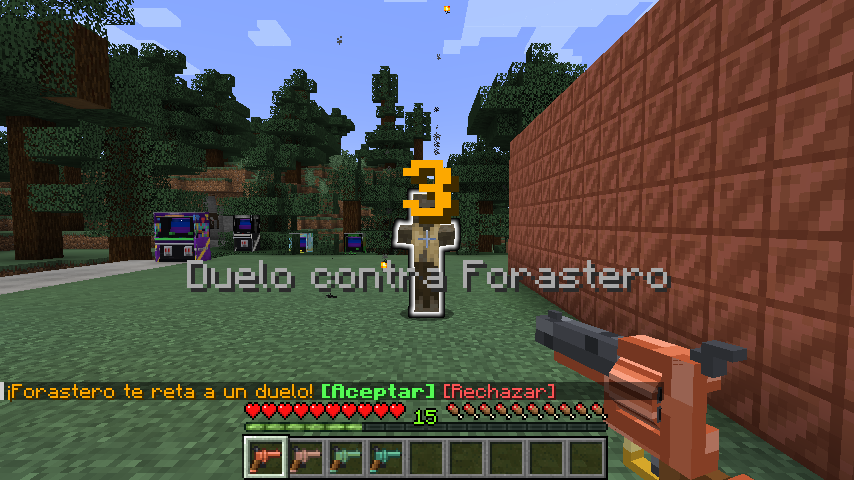 3
Duelo contra Forastero
¡Forastero te reta a un duelo! [Aceptar] [Rechazar]
15